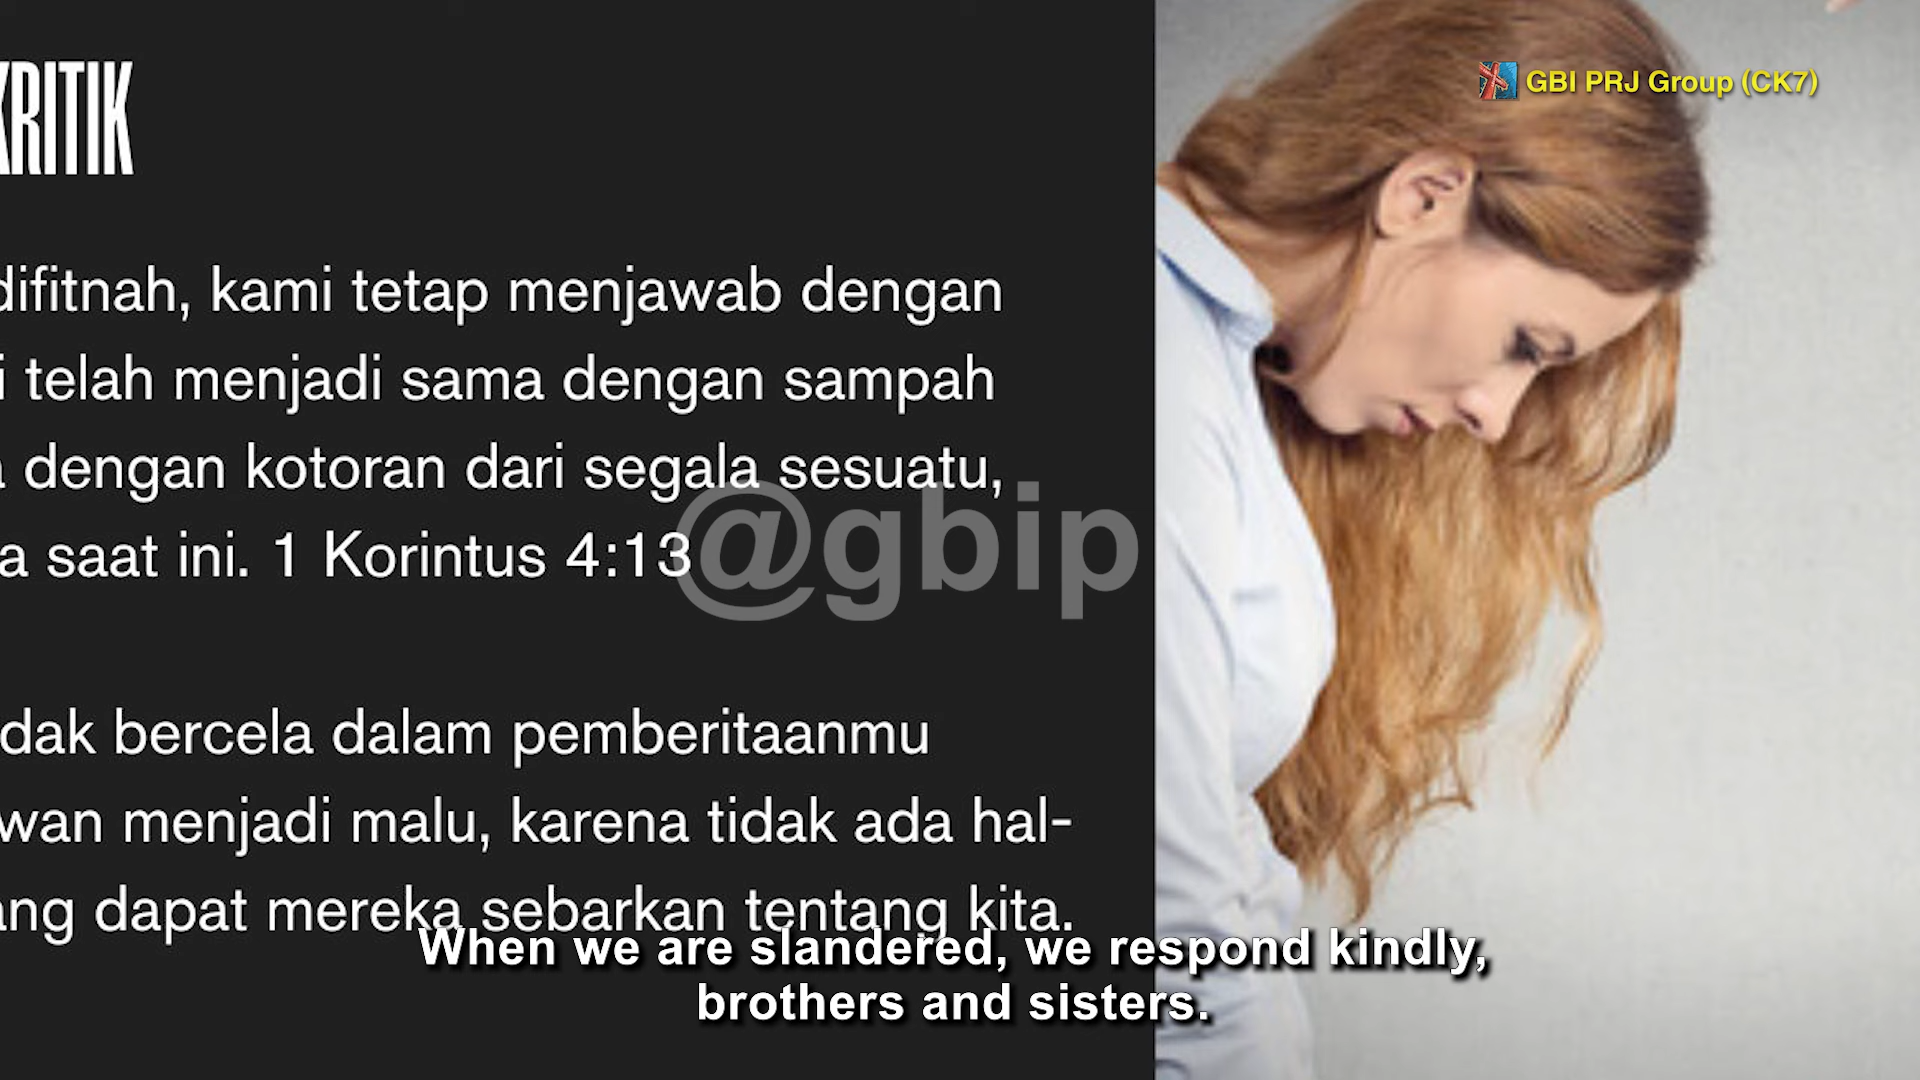 GBI PRJ Group (CK7)
KRITIK
difitnah, kami tetap menjawab dengan
i telah menjadi sama dengan sampah
a dengan kotoran dari segala sesuatu,
a saat ini. 1 Korintus 4:13
@gbip
dak bercela dalam pemberitaanmu
wan menjadi malu, karena tidak ada hal-
ang dapat mereka sebarkan tentang kita.
When we are slandered, we respond kindly,
brothers and sisters.